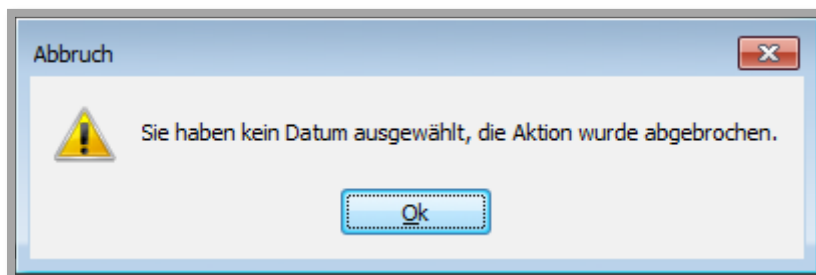 Abbruch
Sie haben kein Datum ausgewählt, die Aktion wurde abgebrochen.
Ok